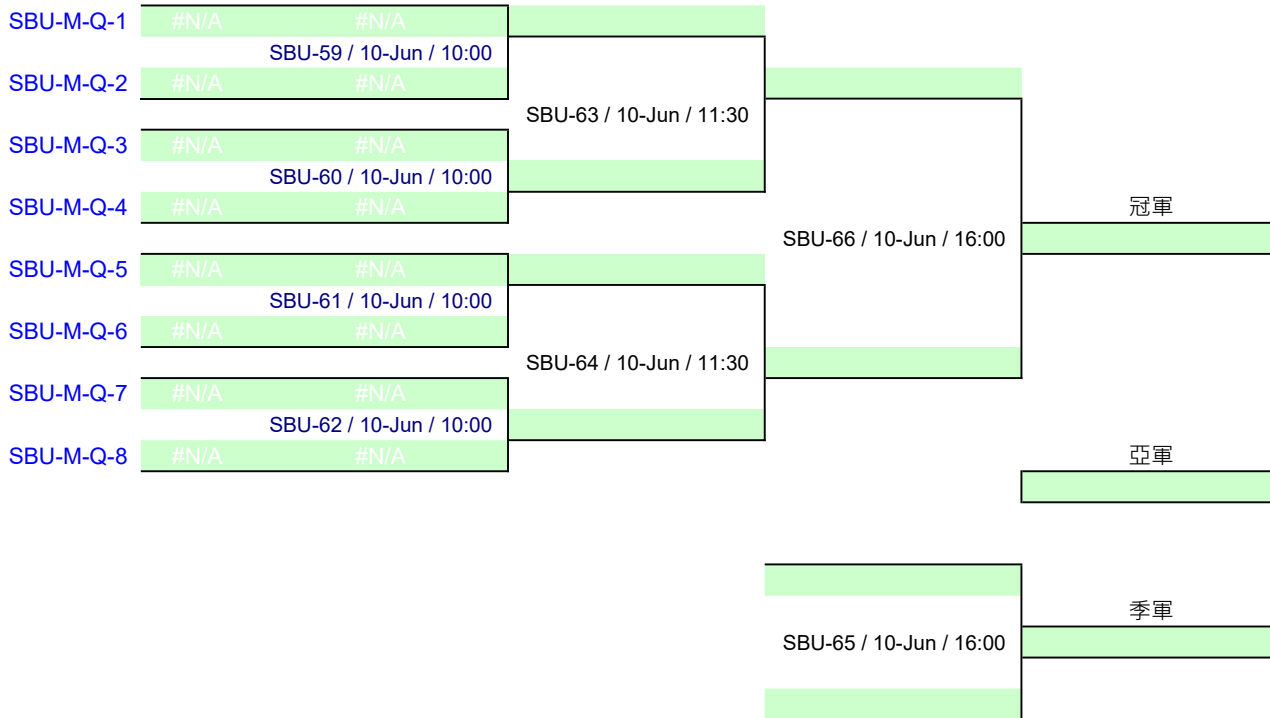 SBU-M-Q-1 #N/A #N/A
SBU-59 / 10-Jun / 10:00
SBU-M-Q-2 #N/A #N/A
SBU-63 / 10-Jun / 11:30
SBU-M-Q-3 #N/A #N/A
SBU-60 / 10-Jun / 10:00
SBU-M-Q-4 #N/A #N/A
冠軍
SBU-66 / 10-Jun / 16:00
SBU-M-Q-5 #N/A #N/A
SBU-61 / 10-Jun / 10:00
SBU-M-Q-6 #N/A #N/A
SBU-64 / 10-Jun / 11:30
SBU-M-Q-7 #N/A #N/A
SBU-62 / 10-Jun / 10:00
SBU-M-Q-8 #N/A #N/A
亞軍
季軍
SBU-65 / 10-Jun / 16:00